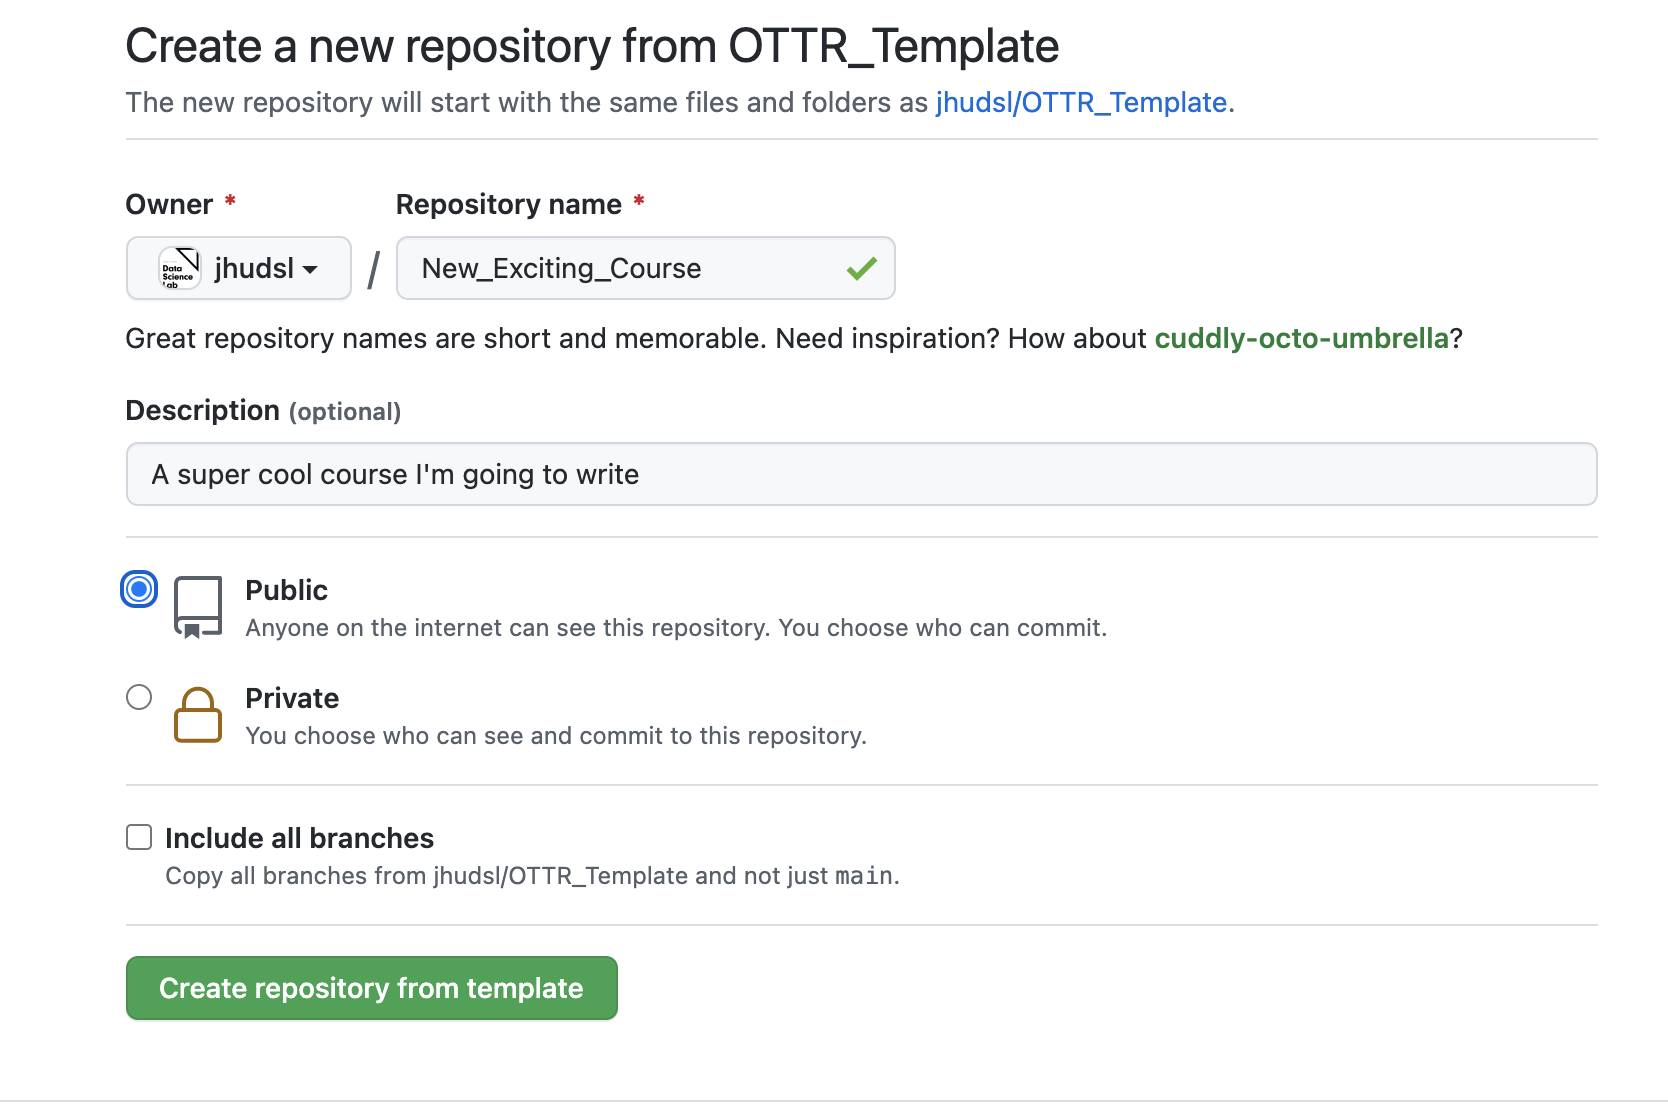 Create a new repository from OTTR_Template
The new repository will start with the same files and folders as jhudsl/OTTR_Template.
Owner * Repository name *
Data Science Lab jhudsl / New_Exciting_Course
Great repository names are short and memorable. Need inspiration? How about cuddly-octo-umbrella?
Description (optional)
A super cool course I'm going to write
Public
Anyone on the internet can see this repository. You choose who can commit.
Private
You choose who can see and commit to this repository.
Include all branches
Copy all branches from jhudsl/OTTR_Template and not just main.
Create repository from template